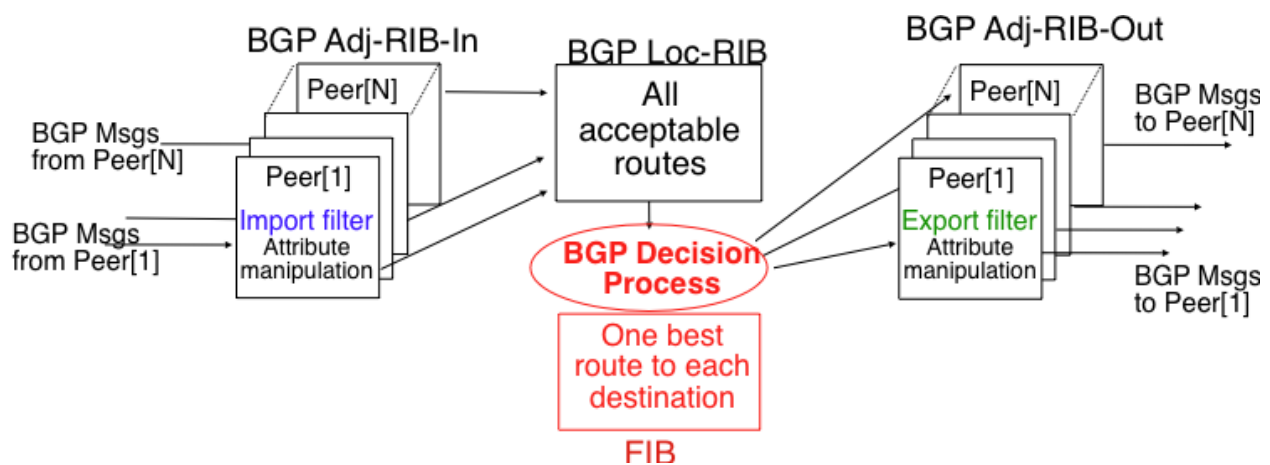 BGP Adj-RIB-In
Peer[N]
BGP Msgs
from Peer[N]
Peer[1]
Import filter
Attribute
manipulation
BGP Msgs
from Peer[1]
BGP Loc-RIB
All
acceptable
routes
BGP Decision
Process
One best
route to each
destination
FIB
BGP Adj-RIB-Out
Peer[N]
Peer[1]
Export filter
Attribute
manipulation
BGP Msgs
to Peer[N]
BGP Msgs
to Peer[1]